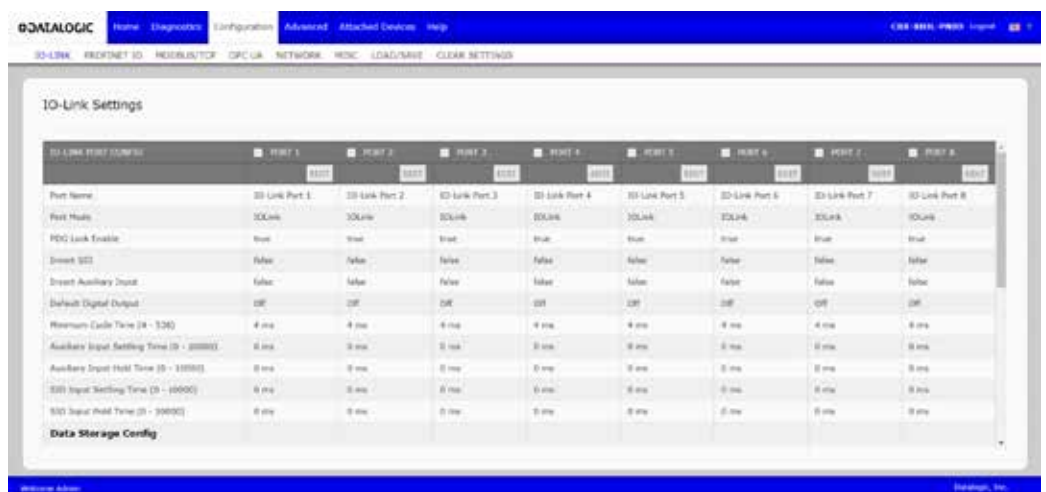 DATALOGIC Home Diagnostics Configuration Advanced Attached Devices Help Logout
IO-LINK PROFINET IO MODBUS/TCP OPC UA NETWORK MISC LOAD/SAVE CLEAR SETTINGS
IO-Link Settings
IO-LINK PORT CONFIG PORT 1 PORT 2 PORT 3 PORT 4 PORT 5 PORT 6 PORT 7 PORT 8
EDIT EDIT EDIT EDIT EDIT EDIT EDIT EDIT
Port Name IO-Link Port 1 IO-Link Port 2 IO-Link Port 3 IO-Link Port 4 IO-Link Port 5 IO-Link Port 6 IO-Link Port 7 IO-Link Port 8
Port Mode IOLink IOLink IOLink IOLink IOLink IOLink IOLink IOLink
Lock Enable true true true true true true true true
Invert SIO false false false false false false false false
Invert Auxiliary Input false false false false false false false false
Default Digital Output Off Off Off Off Off Off Off Off
Minimum Cycle Time (4 - 538) 4 ms 4 ms 4 ms 4 ms 4 ms 4 ms 4 ms 4 ms
Auxiliary Input Settling Time (0 - 10000) 0 ms 0 ms 0 ms 0 ms 0 ms 0 ms 0 ms 0 ms
Auxiliary Input Hold Time (0 - 10000) 0 ms 0 ms 0 ms 0 ms 0 ms 0 ms 0 ms 0 ms
SIO Input Settling Time (0 - 10000) 0 ms 0 ms 0 ms 0 ms 0 ms 0 ms 0 ms 0 ms
SIO Input Hold Time (0 - 10000) 0 ms 0 ms 0 ms 0 ms 0 ms 0 ms 0 ms 0 ms
Data Storage Config
Welcome Admin Datalogic, Inc.